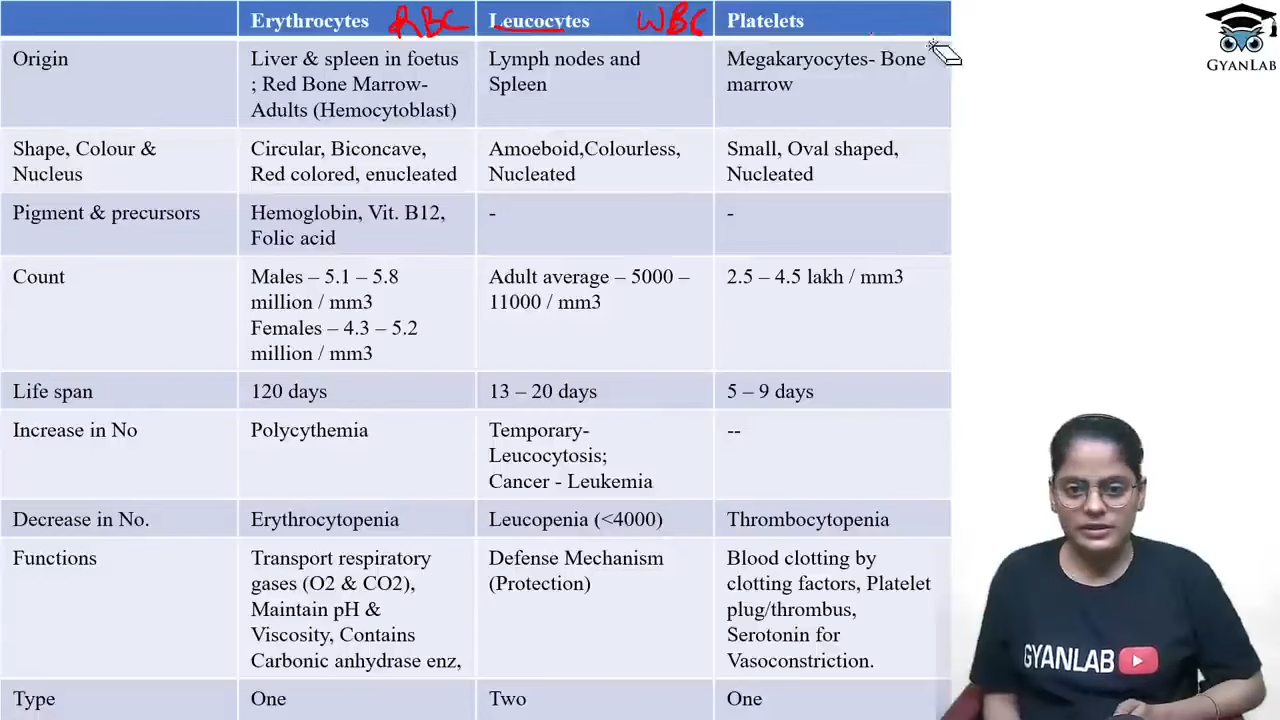 Erythrocytes RBC Leucocytes WBC Platelets
Origin
Liver & spleen in foetus
; Red Bone Marrow-
Adults (Hemocytoblast)
Lymph nodes and
Spleen
Megakaryocytes- Bone
marrow
Shape, Colour &
Nucleus
Circular, Biconcave,
Red colored, enucleated
Amoeboid,Colourless,
Nucleated
Small, Oval shaped,
Nucleated
Pigment & precursors
Hemoglobin, Vit. B12,
Folic acid
-
-
Count
Males – 5.1 – 5.8
million / mm3
Females – 4.3 – 5.2
million / mm3
Adult average – 5000 –
11000 / mm3
2.5 – 4.5 lakh / mm3
Life span
120 days
13 – 20 days
5 – 9 days
Increase in No
Polycythemia
Temporary-
Leucocytosis;
Cancer - Leukemia
--
Decrease in No.
Erythrocytopenia
Leucopenia (<4000)
Thrombocytopenia
Functions
Transport respiratory
gases (O2 & CO2),
Maintain pH &
Viscosity, Contains
Carbonic anhydrase enz,
Defense Mechanism
(Protection)
Blood clotting by
clotting factors, Platelet
plug/thrombus,
Serotonin for
Vasoconstriction.
Type
One
Two
One
GYANLAB
GYANLAB